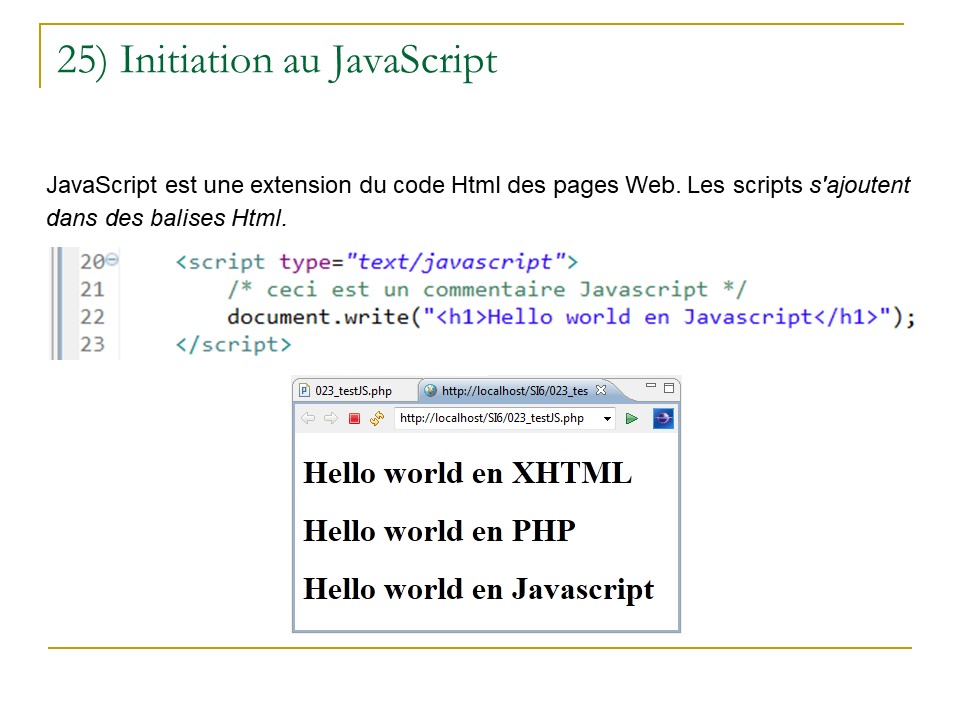 25) Initiation au JavaScript
JavaScript est une extension du code Html des pages Web. Les scripts s'ajoutent
dans des balises Html.
20 <script type="text/javascript">
21 /* ceci est un commentaire Javascript */
22 document.write("<h1>Hello world en Javascript</h1>");
23 </script>
023_testJS.php http://localhost/SI6/023_tes
http://localhost/SI6/023_testJS.php
Hello world en XHTML
Hello world en PHP
Hello world en Javascript